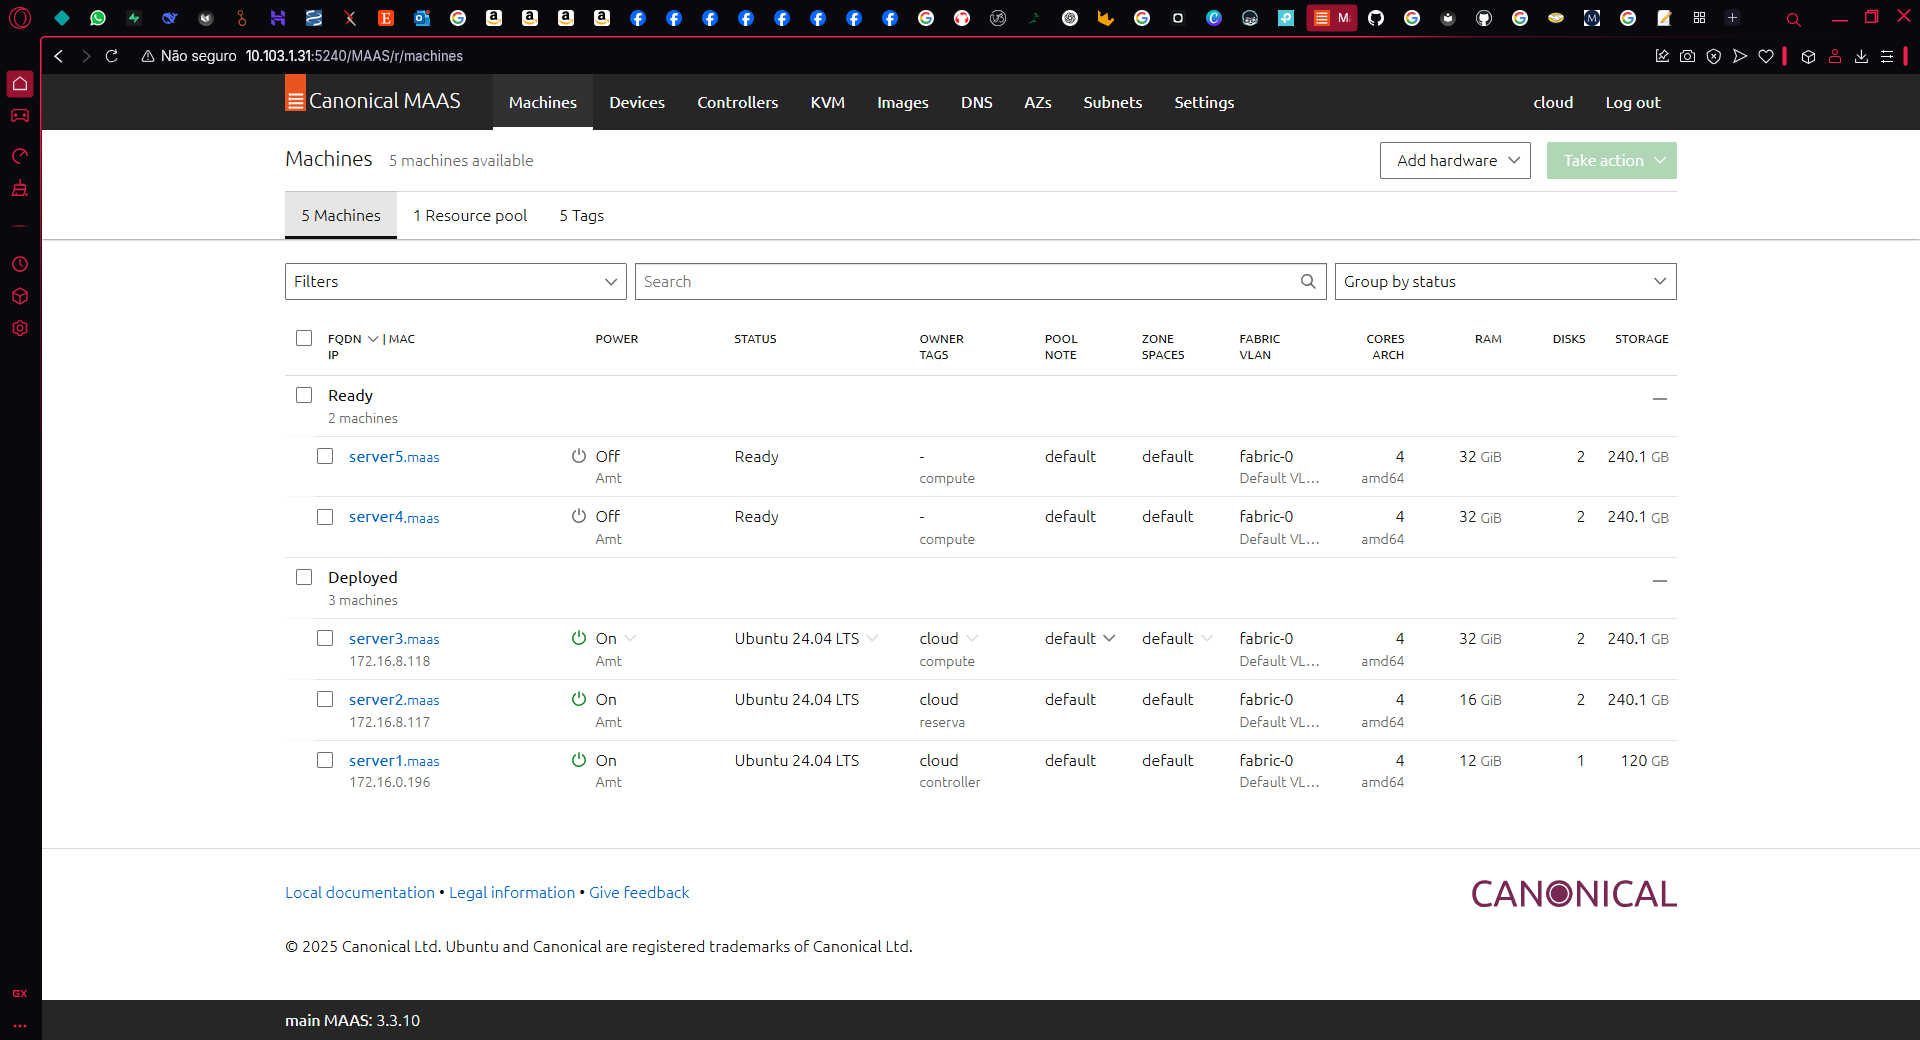 M
Não seguro 10.103.1.31:5240/MAAS/r/machines
Canonical MAAS Machines Devices Controllers KVM Images DNS AZs Subnets Settings cloud Log out
Machines 5 machines available Add hardware Take action
5 Machines 1 Resource pool 5 Tags
Filters Search Group by status
FQDN | MAC POWER STATUS OWNER POOL ZONE FABRIC CORES RAM DISKS STORAGE
IP TAGS NOTE SPACES VLAN ARCH
Ready
2 machines
server5.maas Off Ready - default default fabric-0 4 32 GiB 2 240.1 GB
Amt compute Default VL... amd64
server4.maas Off Ready - default default fabric-0 4 32 GiB 2 240.1 GB
Amt compute Default VL... amd64
Deployed
3 machines
server3.maas On Ubuntu 24.04 LTS cloud default default fabric-0 4 32 GiB 2 240.1 GB
172.16.8.118 Amt compute Default VL... amd64
server2.maas On Ubuntu 24.04 LTS cloud default default fabric-0 4 16 GiB 2 240.1 GB
172.16.8.117 Amt reserva Default VL... amd64
server1.maas On Ubuntu 24.04 LTS cloud default default fabric-0 4 12 GiB 1 120 GB
172.16.0.196 Amt controller Default VL... amd64
Local documentation • Legal information • Give feedback CANONICAL
© 2025 Canonical Ltd. Ubuntu and Canonical are registered trademarks of Canonical Ltd.
GX
main MAAS: 3.3.10